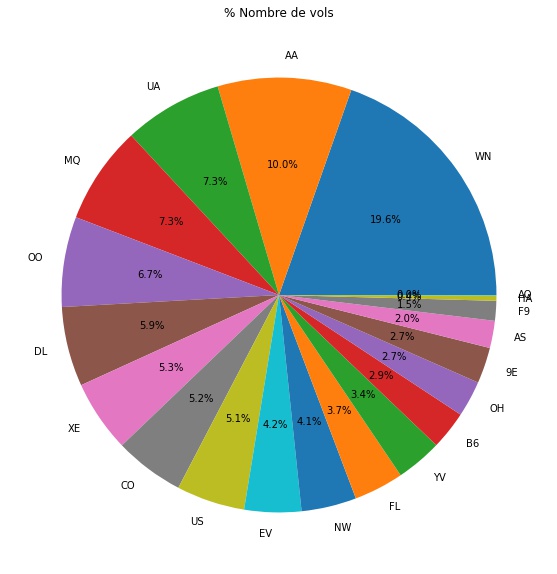 % Nombre de vols
AA
UA
WN
MQ
10.0%
7.3%
19.6%
7.3%
OO
6.7%
AQ
HA
1.5%
F9
2.0%
AS
5.9%
DL
2.7%
9E
2.7%
5.3%
2.9%
5.2%
3.4%
OH
5.1%
4.2%
4.1%
3.7%
XE
B6
YV
CO
FL
US
NW
EV